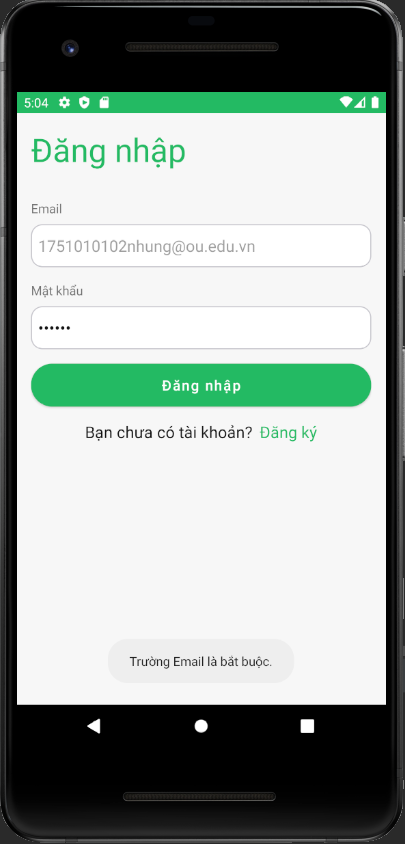 5:04
Đăng nhập
Email
1751010102nhung@ou.edu.vn
Mật khẩu
••••••
Đăng nhập
Bạn chưa có tài khoản? Đăng ký
Trường Email là bắt buộc.